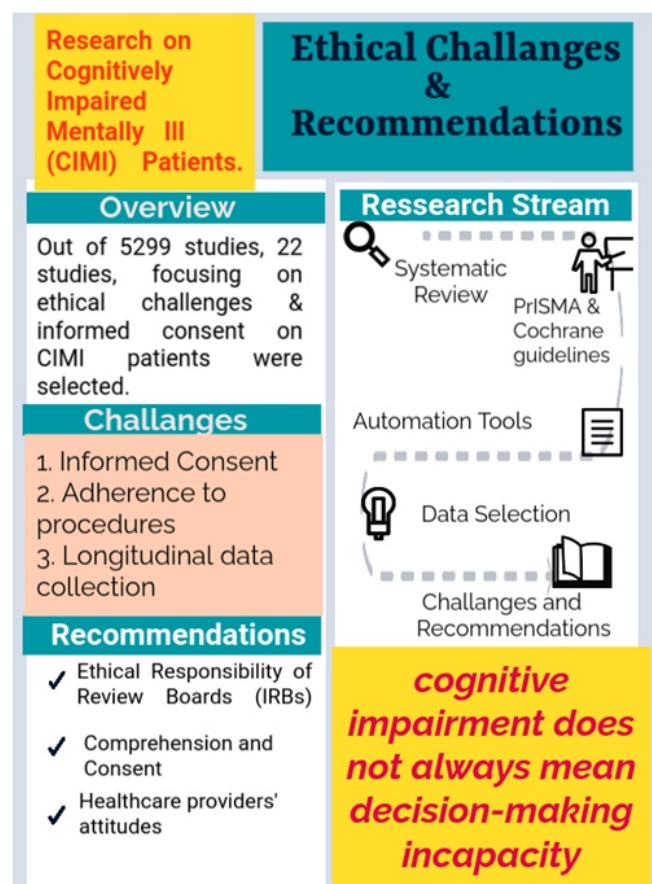 Research on
Cognitively
Impaired
Mentally Ill
(CIMI) Patients.
Ethical Challanges
&
Recommendations
Overview
Out of 5299 studies, 22
studies, focusing on
ethical challenges &
informed consent on
CIMI patients were
selected.
Challanges
1. Informed Consent
2. Adherence to
procedures
3. Longitudinal data
collection
Recommendations
Ethical Responsibility of
Review Boards (IRBs)
Comprehension and
Consent
Healthcare providers'
attitudes
Ressearch Stream
Systematic
Review
PrISMA &
Cochrane
guidelines
Automation Tools
Data Selection
Challanges and
Recommendations
cognitive
impairment does
not always mean
decision-making
incapacity